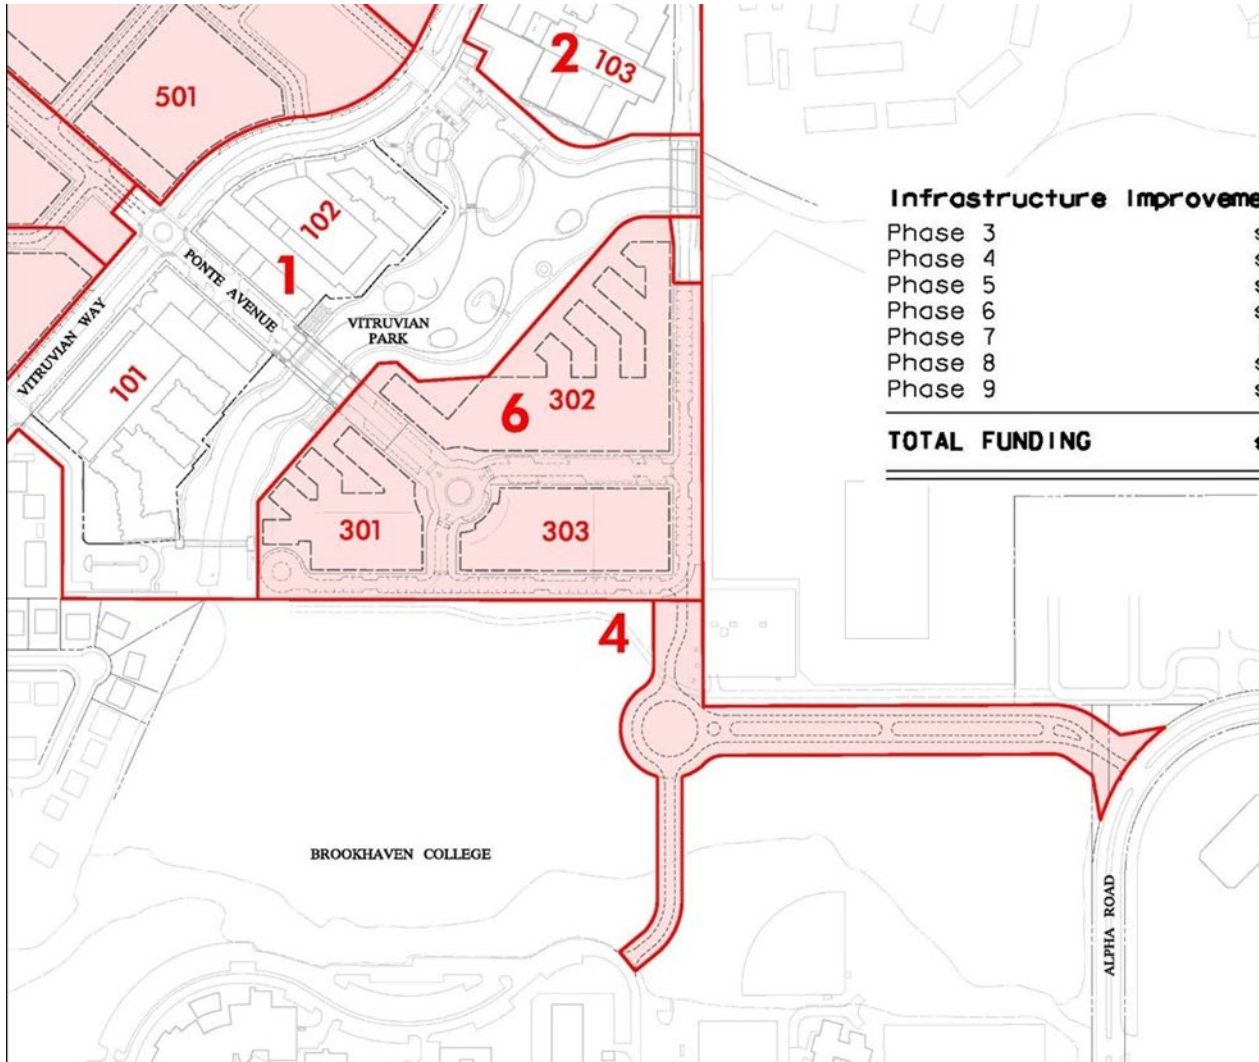 2
103
501
102
1
PONTE AVENUE
VITRUVIAN
PARK
VITRUVIAN WAY
101
6
302
301
303
4
BROOKHAVEN COLLEGE
ALPHA ROAD
Infrastructure Improveme
Phase 3
Phase 4
Phase 5
Phase 6
Phase 7
Phase 8
Phase 9
TOTAL FUNDING